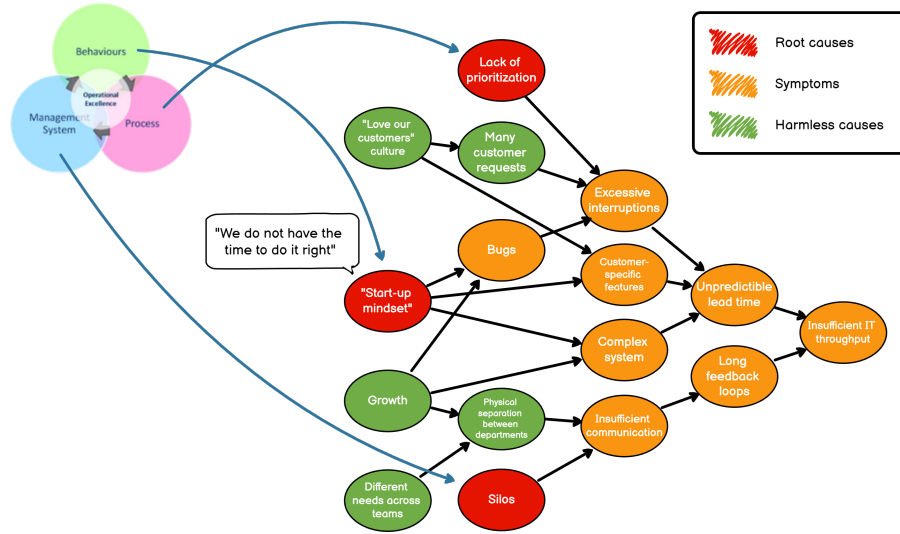 Behaviours
Operational
Excellence
Management
System
Process
"We do not have the
time to do it right"
Lack of
prioritization
"Love our
customers"
culture
Many
customer
requests
Excessive
interruptions
Bugs
Customer-
specific
features
"Start-up
mindset"
Unpredictible
lead time
Insufficient IT
throughput
Complex
system
Long
feedback
loops
Growth
Physical
separation
between
departments
Insufficient
communication
Different
needs across
teams
Silos
Root causes
Symptoms
Harmless causes